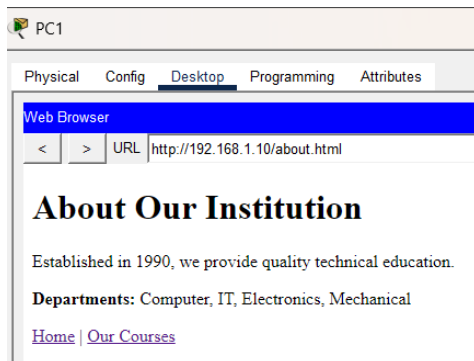 PC1
Physical Config Desktop Programming Attributes
Web Browser
< > URL http://192.168.1.10/about.html
About Our Institution
Established in 1990, we provide quality technical education.
Departments: Computer, IT, Electronics, Mechanical
Home | Our Courses